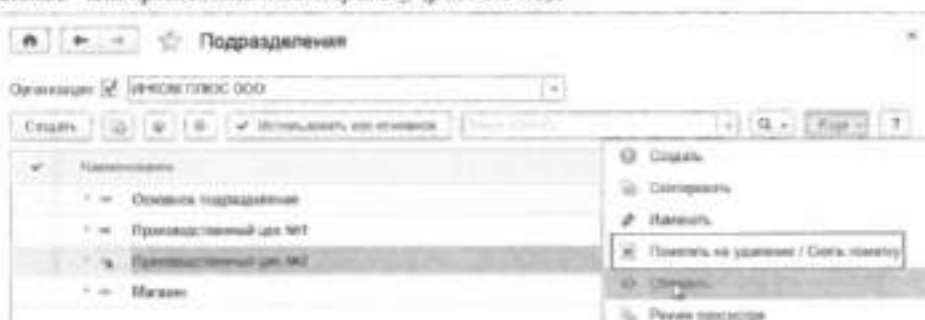 Подразделения
Организация: ИНКОМ ПЛЮС ООО
Создать Использовать как основное Еще ?
Наименование
Основное подразделение
Производственный цех №1
Производственный цех №2
Магазин
Создать
Скопировать
Изменить
Пометить на удаление / Снять пометку
Обновить
Режим просмотра